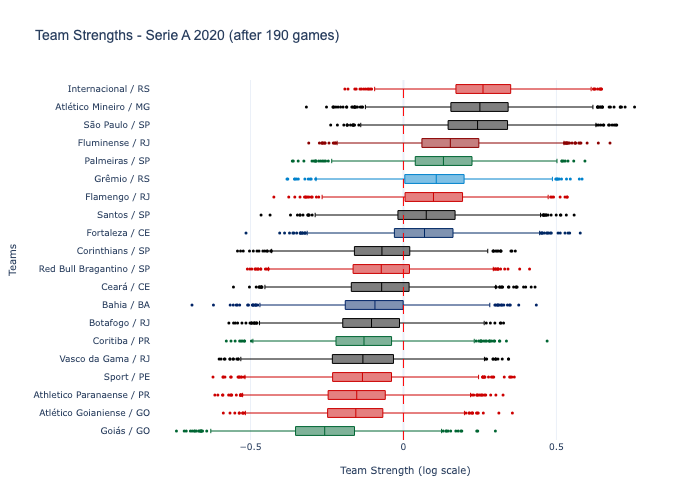 Team Strengths - Serie A 2020 (after 190 games)
Internacional / RS
Atlético Mineiro / MG
São Paulo / SP
Fluminense / RJ
Palmeiras / SP
Grêmio / RS
Flamengo / RJ
Santos / SP
Fortaleza / CE
Corinthians / SP
Red Bull Bragantino / SP
Ceará / CE
Bahia / BA
Botafogo / RJ
Coritiba / PR
Vasco da Gama / RJ
Sport / PE
Athletico Paranaense / PR
Atlético Goianiense / GO
Goiás / GO
Teams
−0.5 0 0.5
Team Strength (log scale)